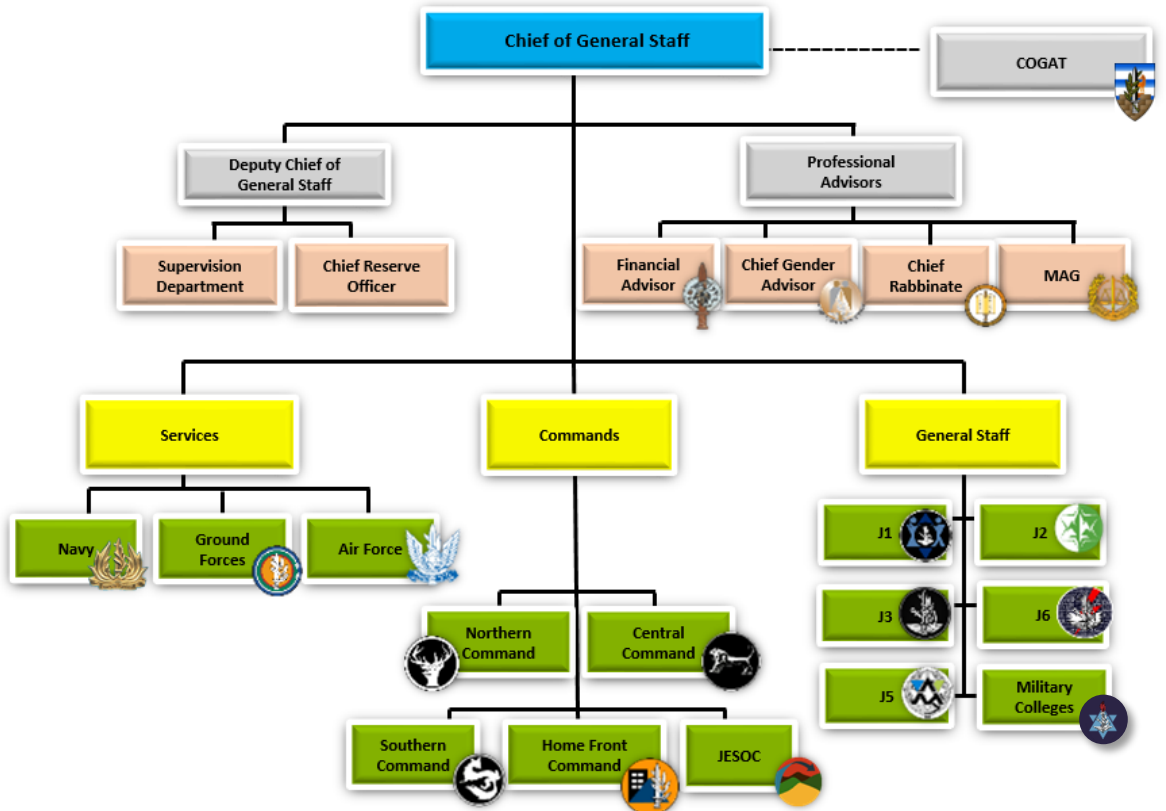 Chief of General Staff
COGAT
Deputy Chief of
General Staff
Professional
Advisors
Supervision
Department
Chief Reserve
Officer
Financial
Advisor
Chief Gender
Advisor
Chief
Rabbinate
MAG
Services
Commands
General Staff
Navy
Ground
Forces
Air Force
J1
J2
J3
J6
J5
Military
Colleges
Northern
Command
Central
Command
Southern
Command
Home Front
Command
JESOC